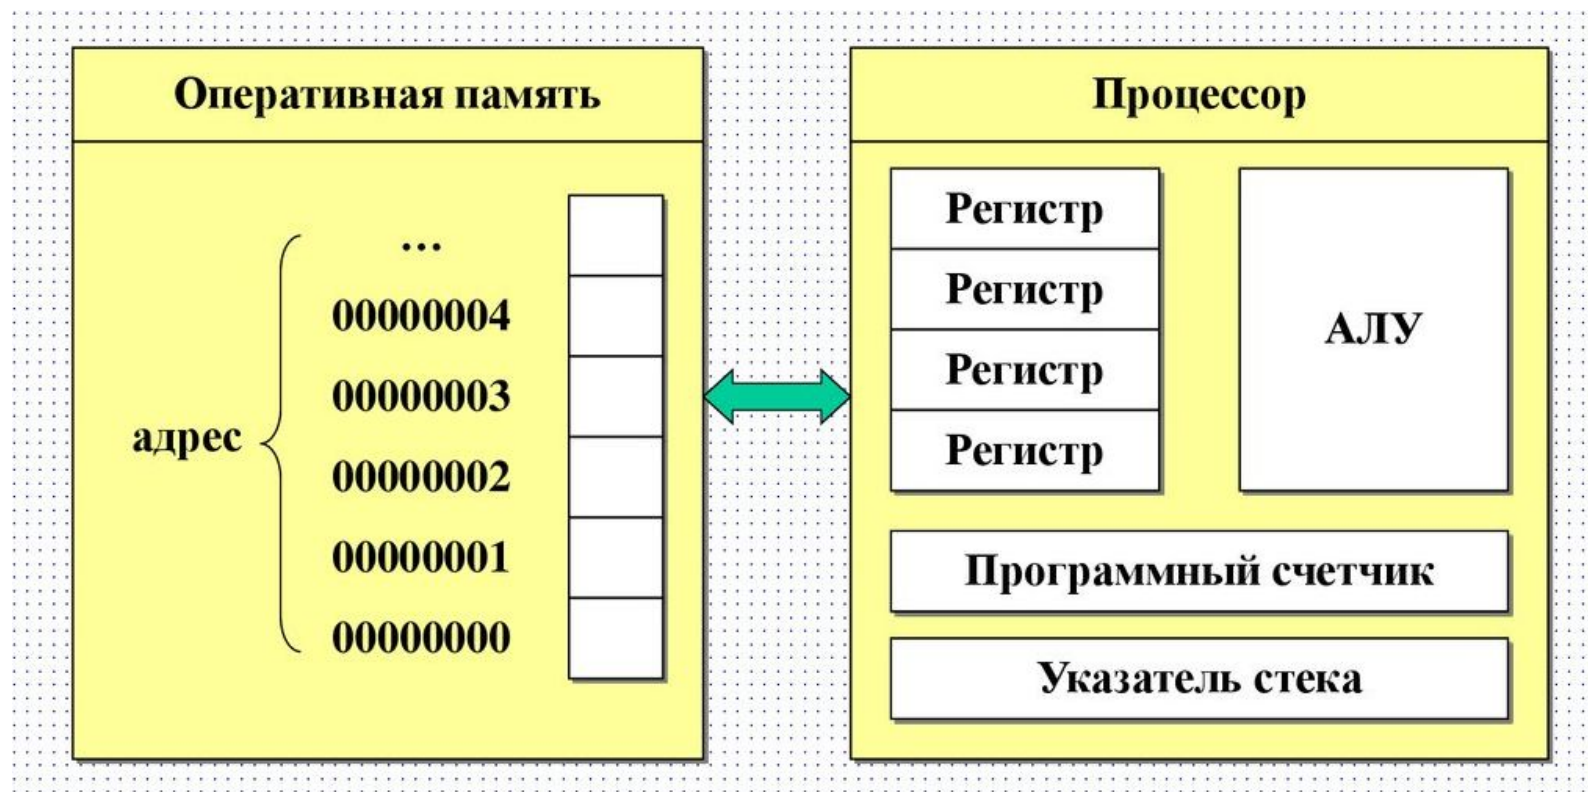 Оперативная память
...
00000004
00000003
адрес
00000002
00000001
00000000
Процессор
Регистр
Регистр
Регистр
Регистр
АЛУ
Программный счетчик
Указатель стека